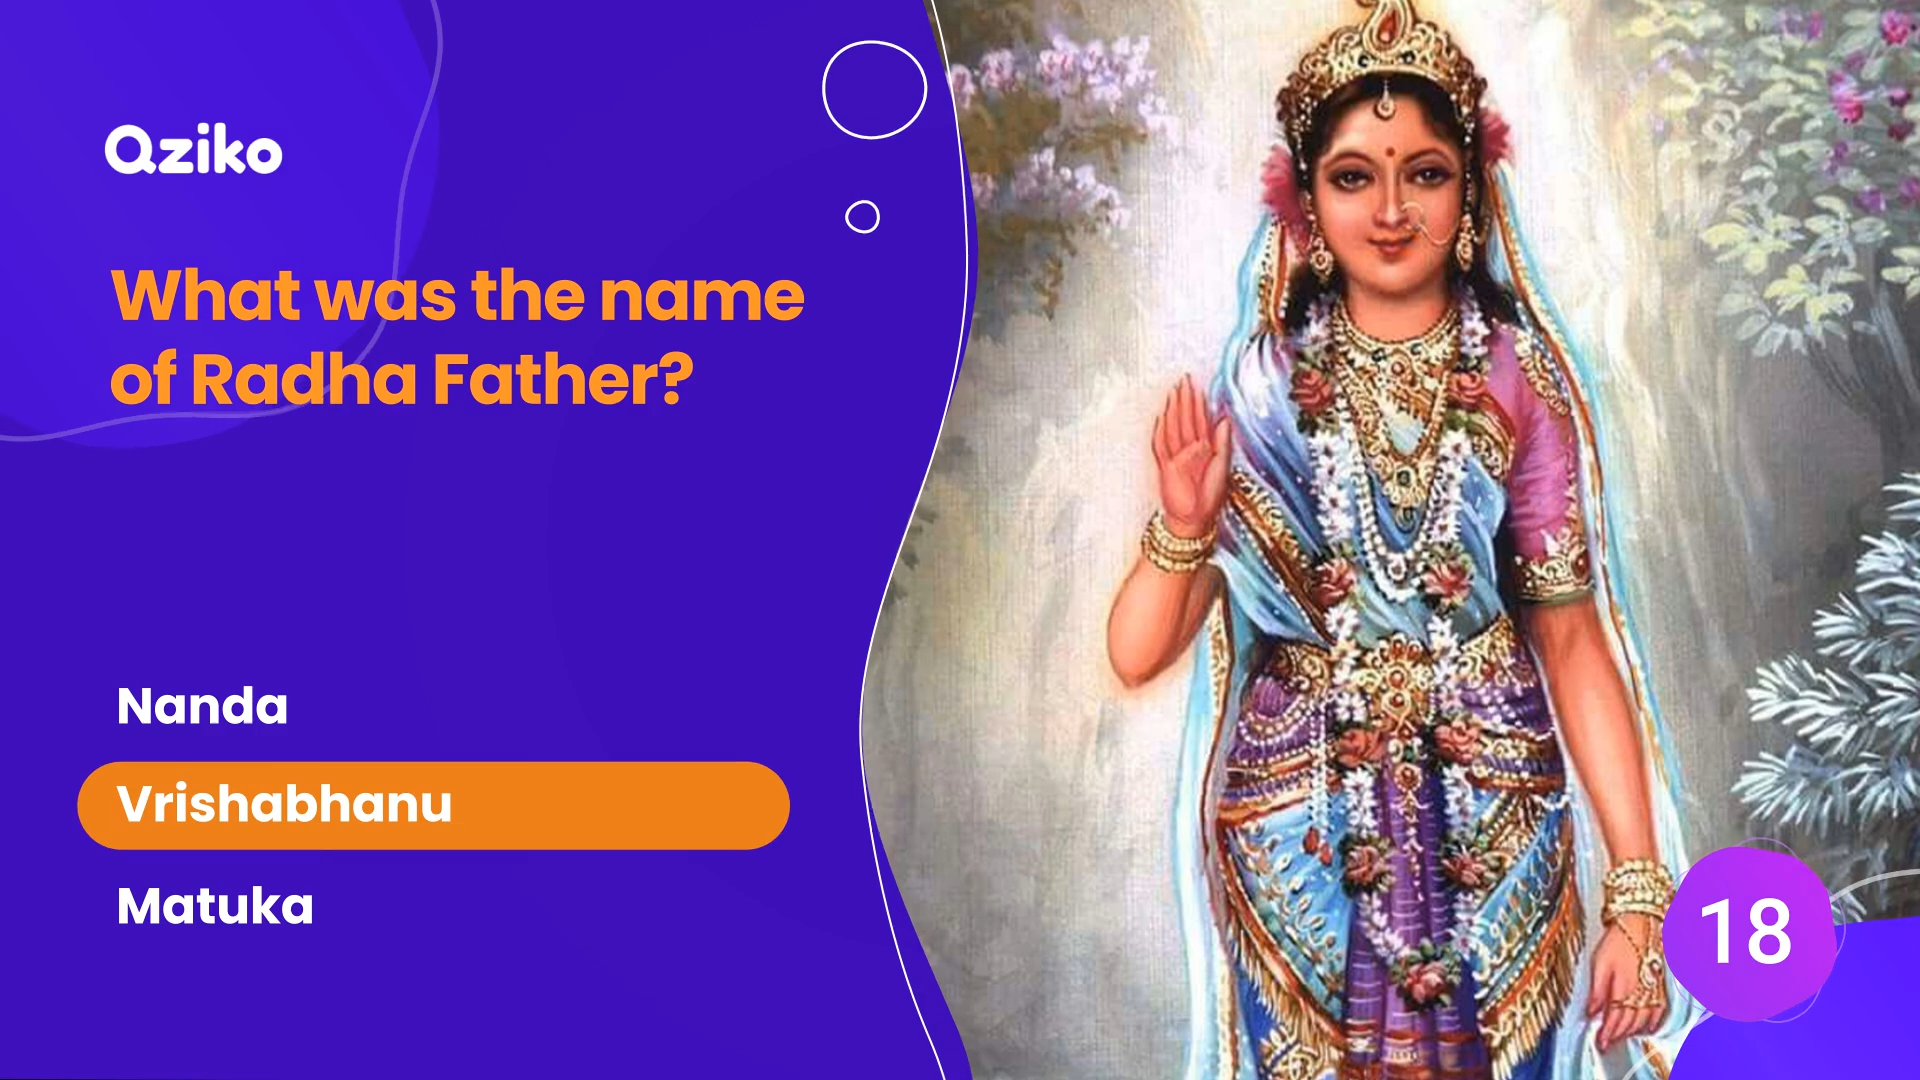 Qziko
What was the name
of Radha Father?
Nanda
Vrishabhanu
Matuka
18